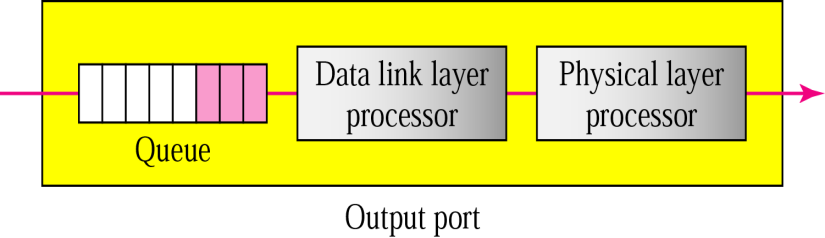 Data link layer
processor
Physical layer
processor
Queue
Output port